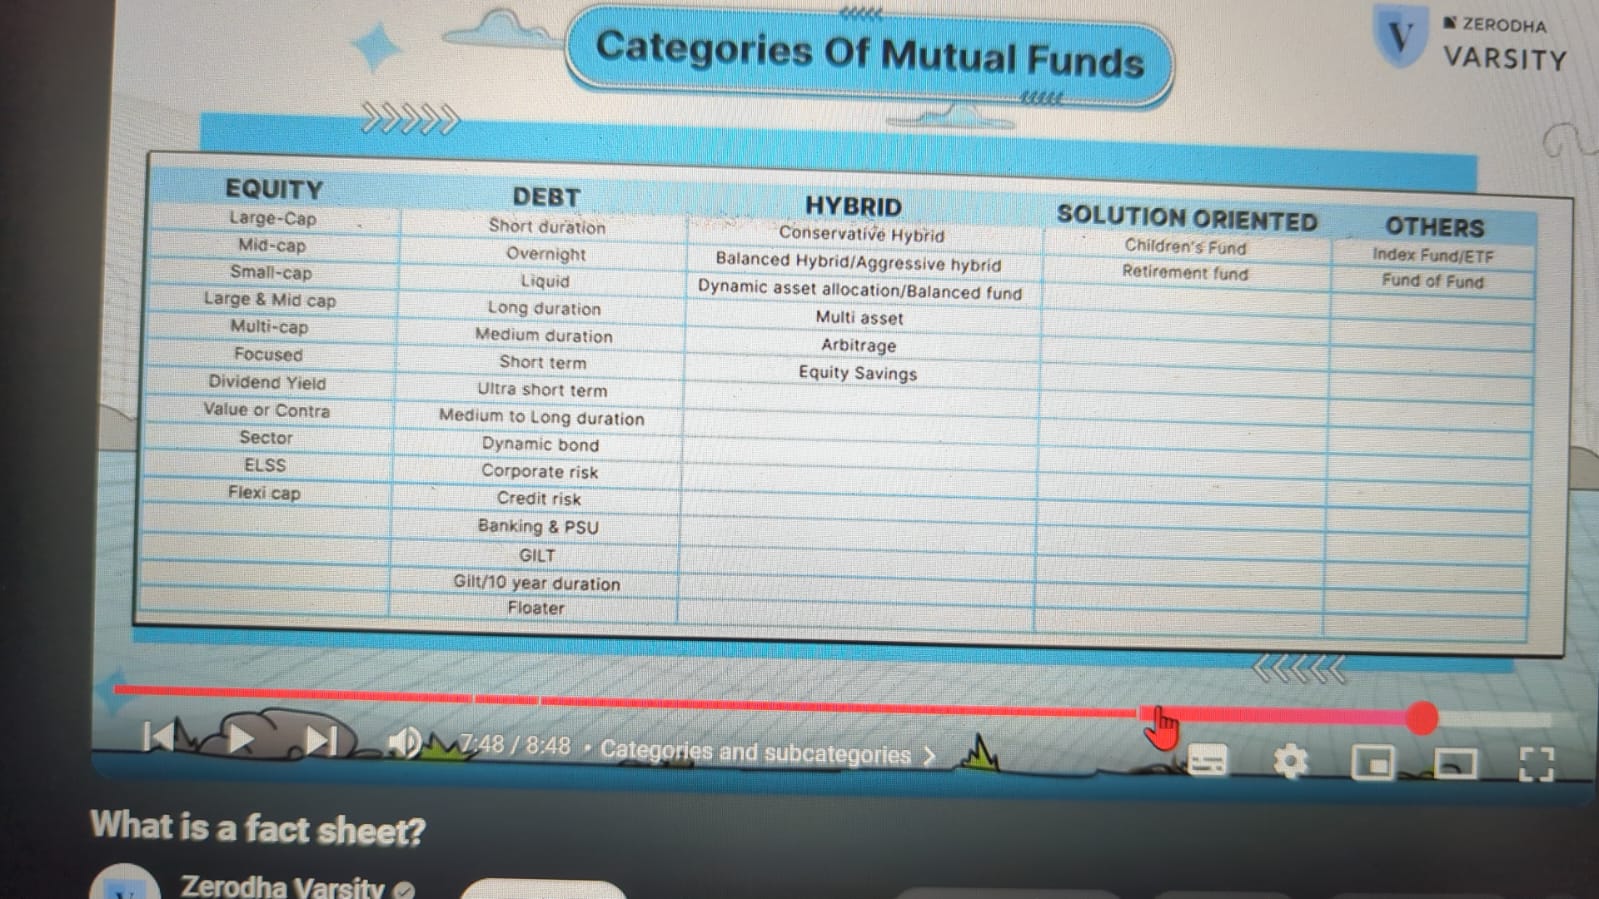 Categories Of Mutual Funds
ZERODHA
VARSITY
V
EQUITY
Large-Cap
Mid-cap
Small-cap
Large & Mid cap
Multi-cap
Focused
Dividend Yield
Value or Contra
Sector
ELSS
Flexi cap
DEBT
Short duration
Overnight
Liquid
Long duration
Medium duration
Short term
Ultra short term
Medium to Long duration
Dynamic bond
Corporate risk
Credit risk
Banking & PSU
GILT
Gilt/10 year duration
Floater
HYBRID
Conservative Hybrid
Balanced Hybrid/Aggressive hybrid
Dynamic asset allocation/Balanced fund
Multi asset
Arbitrage
Equity Savings
SOLUTION ORIENTED
Children's Fund
Retirement fund
OTHERS
Index Fund/ETF
Fund of Fund
7:48 / 8:48 • Categories and subcategories
What is a fact sheet?
Zerodha Varsity